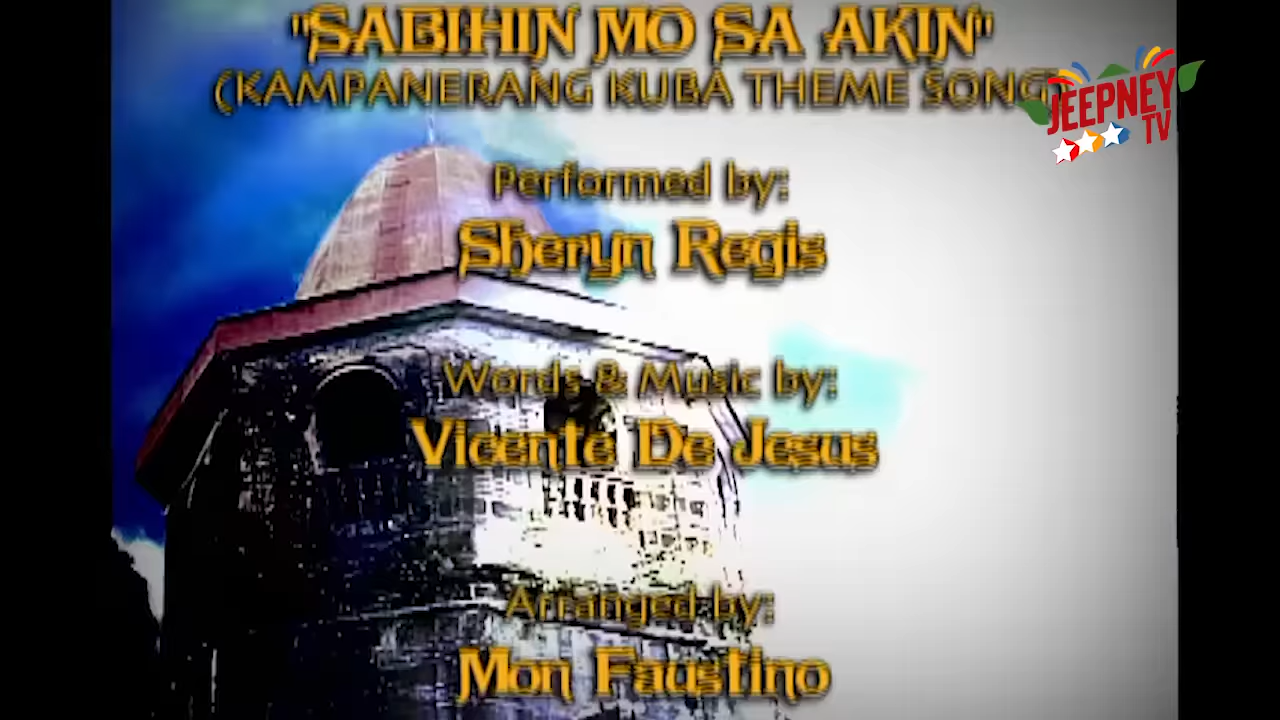 "SABIHIN MO SA AKIN"
(KAMPANERANG KUBA THEME SONG)
JEEPNEY
TV
Performed by:
Sheryn Regis
Words & Music by:
Vicente De Jesus
Arranged by:
Mon Faustino